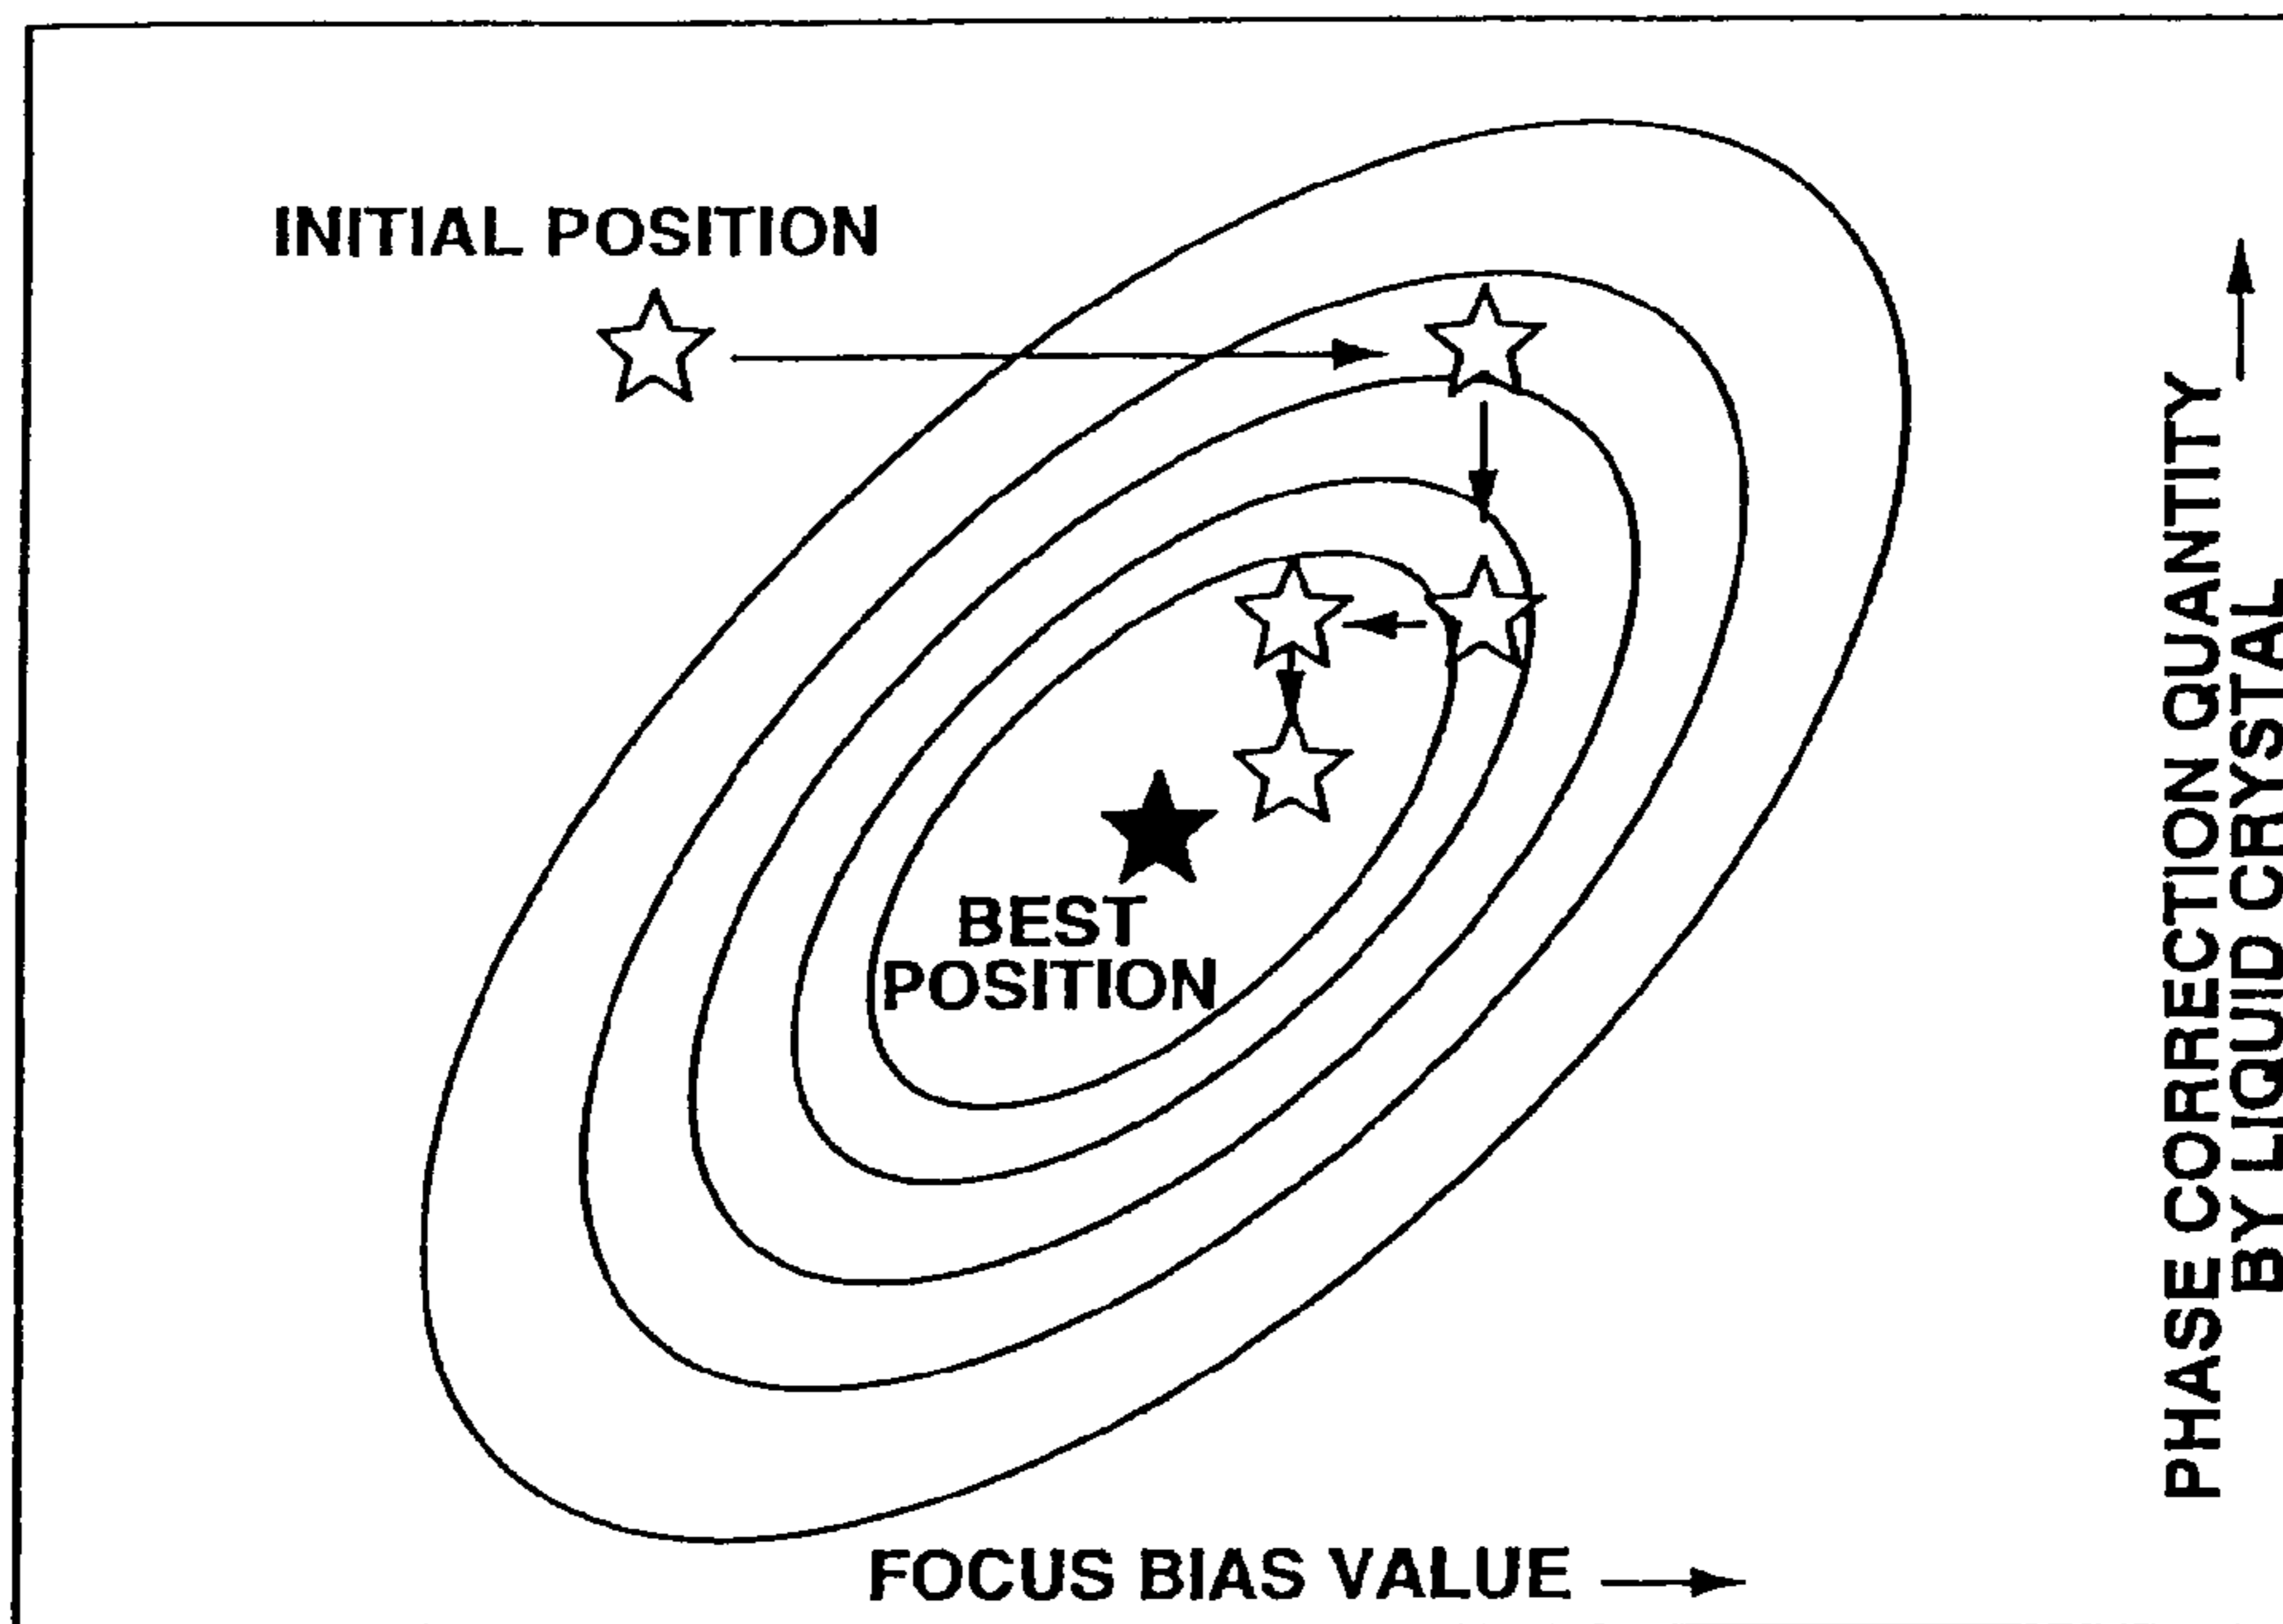 INITIAL POSITION
BEST
POSITION
FOCUS BIAS VALUE
PHASE CORRECTION QUANTITY
BY LIQUID CRYSTAL